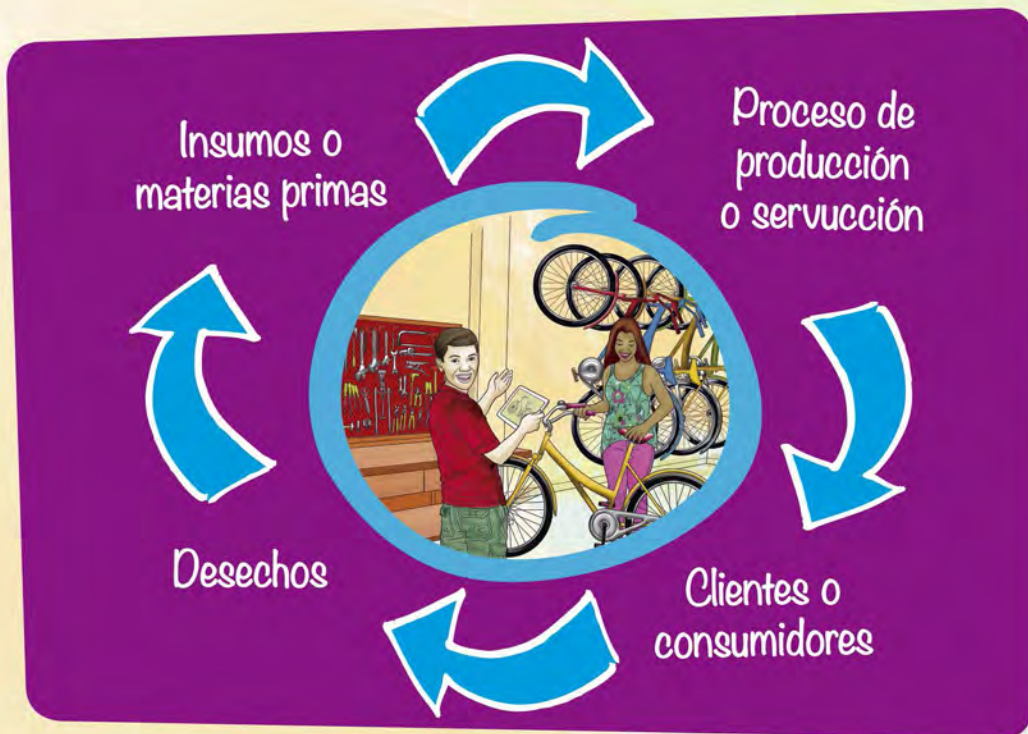 Insumos o
materias primas
Proceso de
producción
o servucción
Clientes o
consumidores
Desechos